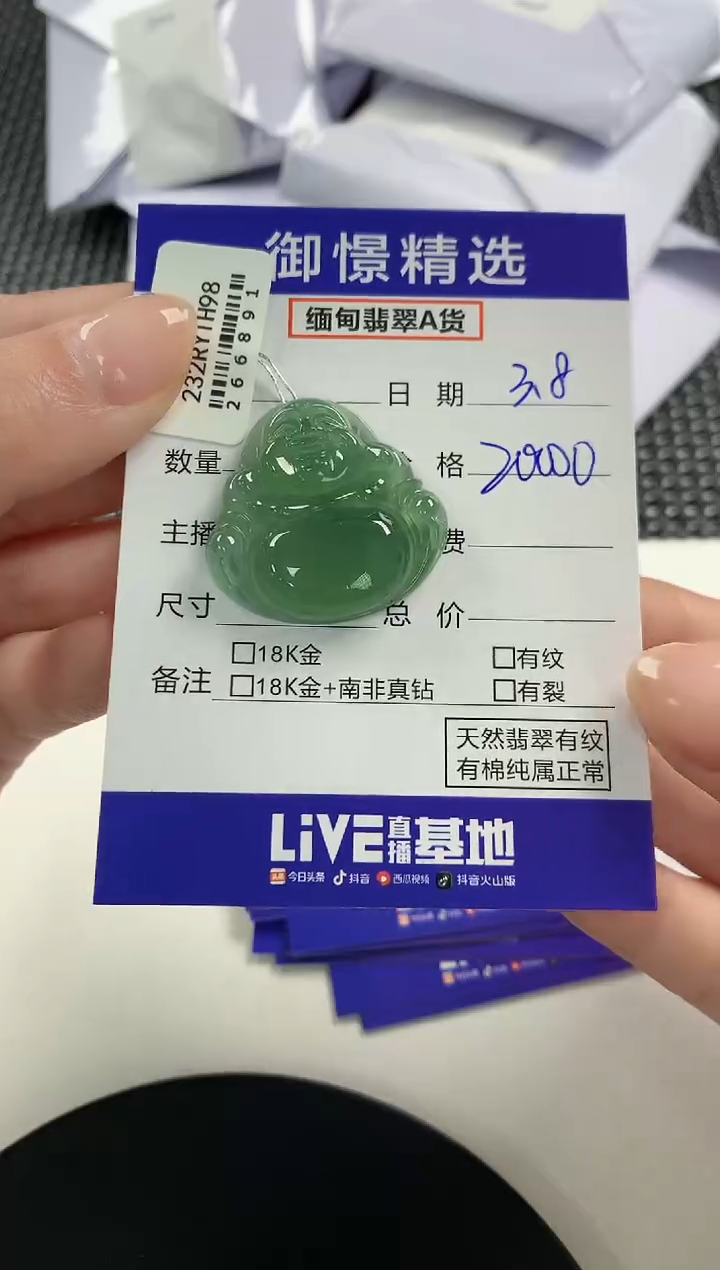 御憬精选
缅甸翡翠A货
232RYTH98
266891
日 期 3.8
数量 格 20000
主播 费
尺寸 总 价
备注 □18K金 □有纹
□18K金+南非真钻 □有裂
天然翡翠有纹
有棉纯属正常
LiVE直播基地
头条 今日头条 抖音 西瓜视频 抖音火山版